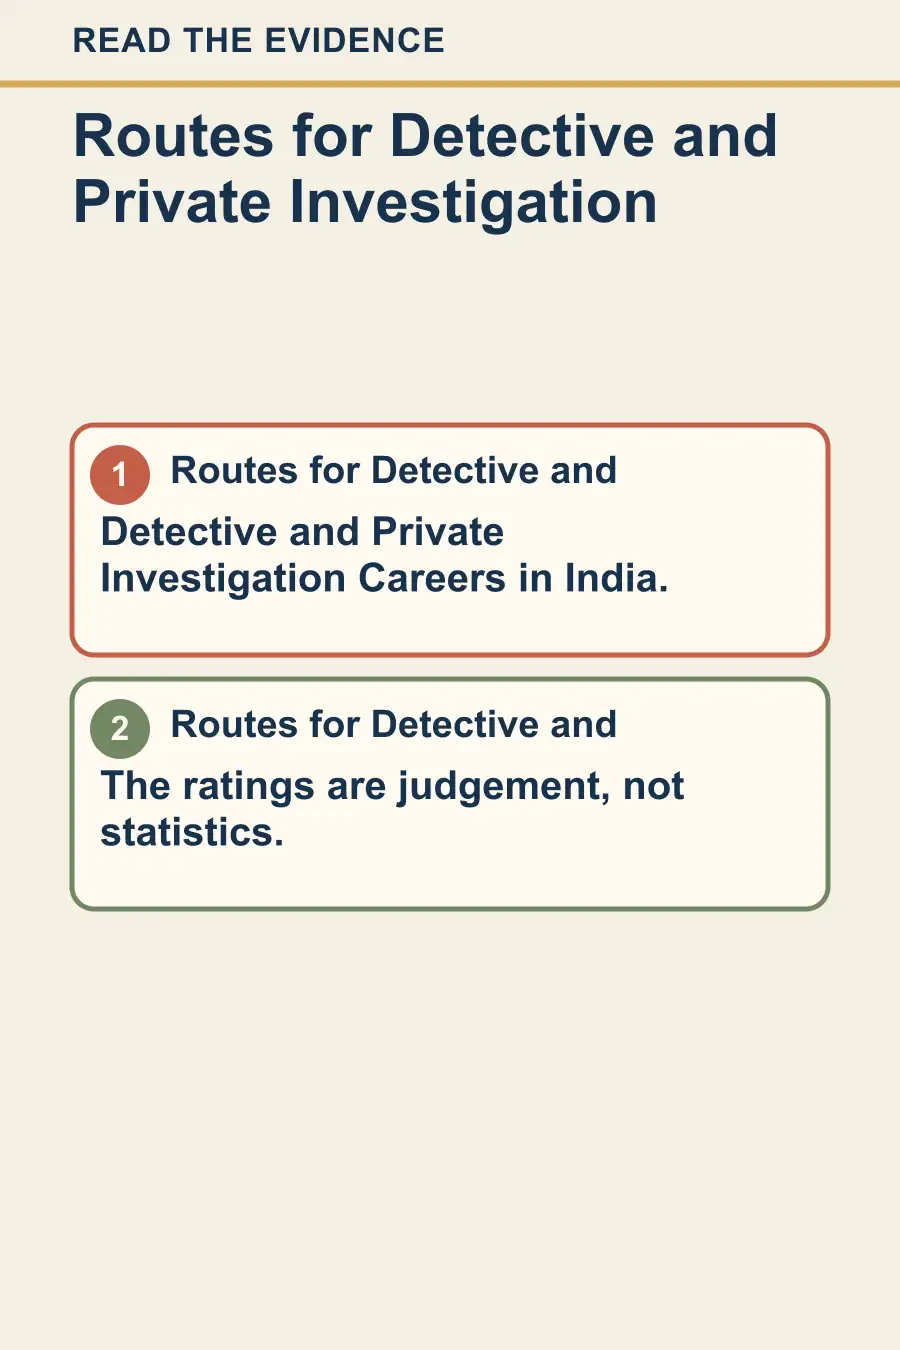 READ THE EVIDENCE
Routes for Detective and
Private Investigation
1 Routes for Detective and
Detective and Private
Investigation Careers in India.
2 Routes for Detective and
The ratings are judgement, not
statistics.